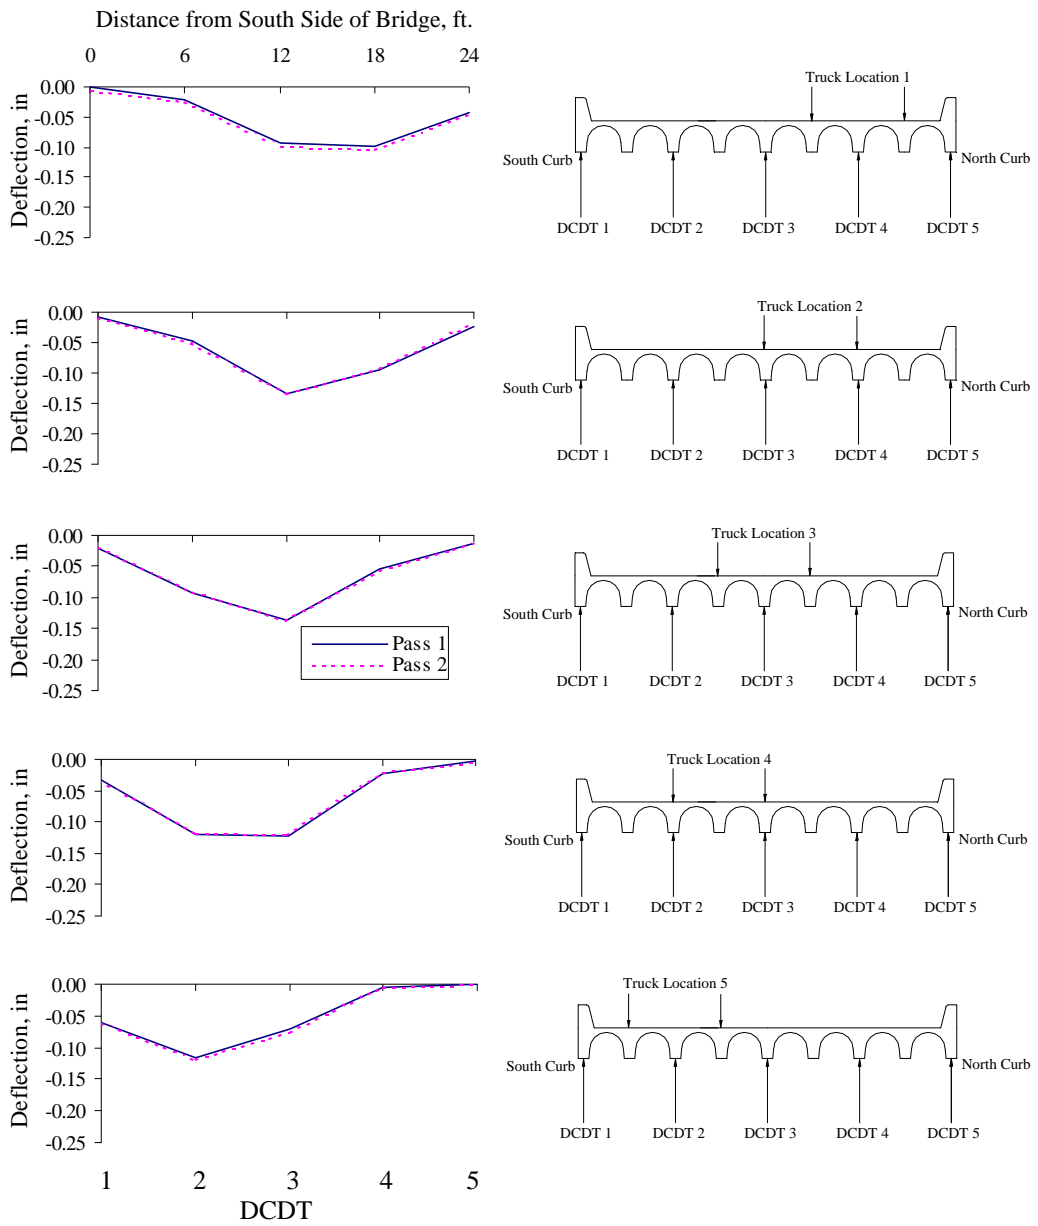 Distance from South Side of Bridge, ft.
0 6 12 18 24
Deflection, in
0.00
-0.05
-0.10
-0.15
-0.20
-0.25
Truck Location 1
South Curb
North Curb
DCDT 1 DCDT 2 DCDT 3 DCDT 4 DCDT 5
Deflection, in
0.00
-0.05
-0.10
-0.15
-0.20
-0.25
Truck Location 2
South Curb
North Curb
DCDT 1 DCDT 2 DCDT 3 DCDT 4 DCDT 5
Deflection, in
0.00
-0.05
-0.10
-0.15
-0.20
-0.25
Pass 1
Pass 2
Truck Location 3
South Curb
North Curb
DCDT 1 DCDT 2 DCDT 3 DCDT 4 DCDT 5
Deflection, in
0.00
-0.05
-0.10
-0.15
-0.20
-0.25
Truck Location 4
South Curb
North Curb
DCDT 1 DCDT 2 DCDT 3 DCDT 4 DCDT 5
Deflection, in
0.00
-0.05
-0.10
-0.15
-0.20
-0.25
1 2 3 4 5
DCDT
Truck Location 5
South Curb
North Curb
DCDT 1 DCDT 2 DCDT 3 DCDT 4 DCDT 5